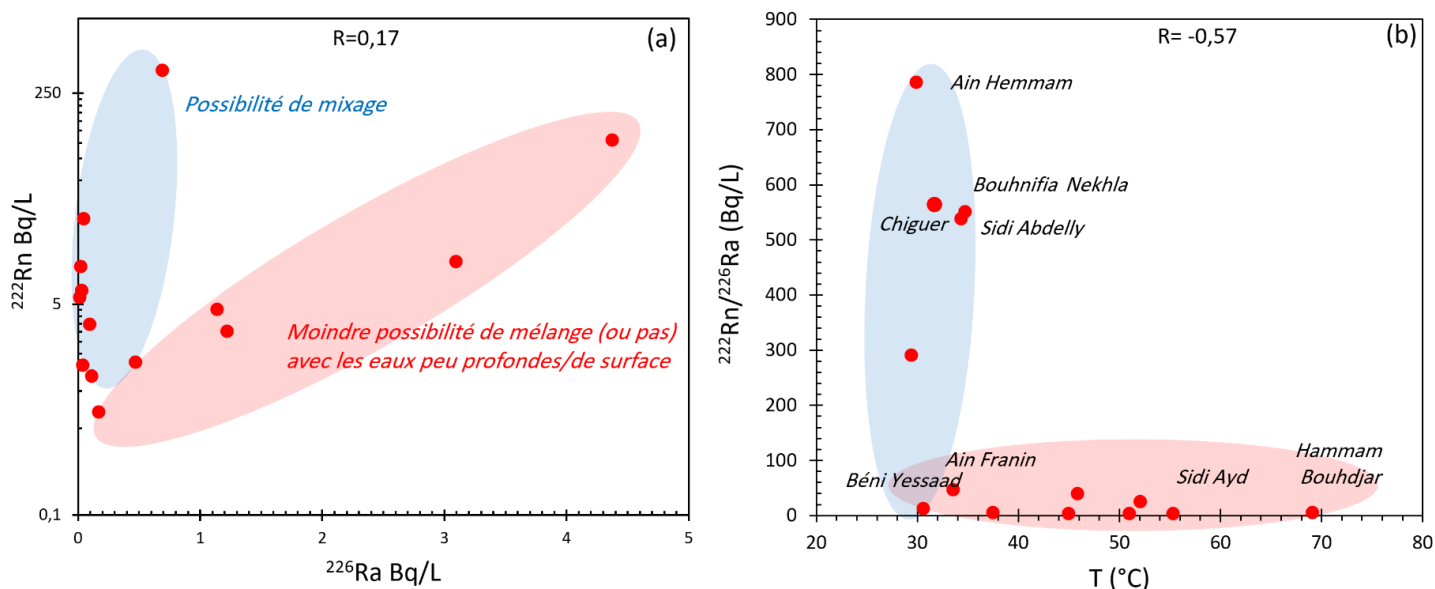 R=0,17
(a)
250
5
0,1
²²²Rn Bq/L
Possibilité de mixage
Moindre possibilité de mélange (ou pas)
avec les eaux peu profondes/de surface
0 1 2 3 4 5
²²⁶Ra Bq/L
R= -0,57
(b)
900
800
700
600
500
400
300
200
100
0
²²²Rn/²²⁶Ra (Bq/L)
Ain Hemmam
Bouhnifia Nekhla
Chiguer
Sidi Abdelly
Ain Franin
Béni Yessaad
Sidi Ayd
Hammam
Bouhdjar
20 30 40 50 60 70 80
T (°C)